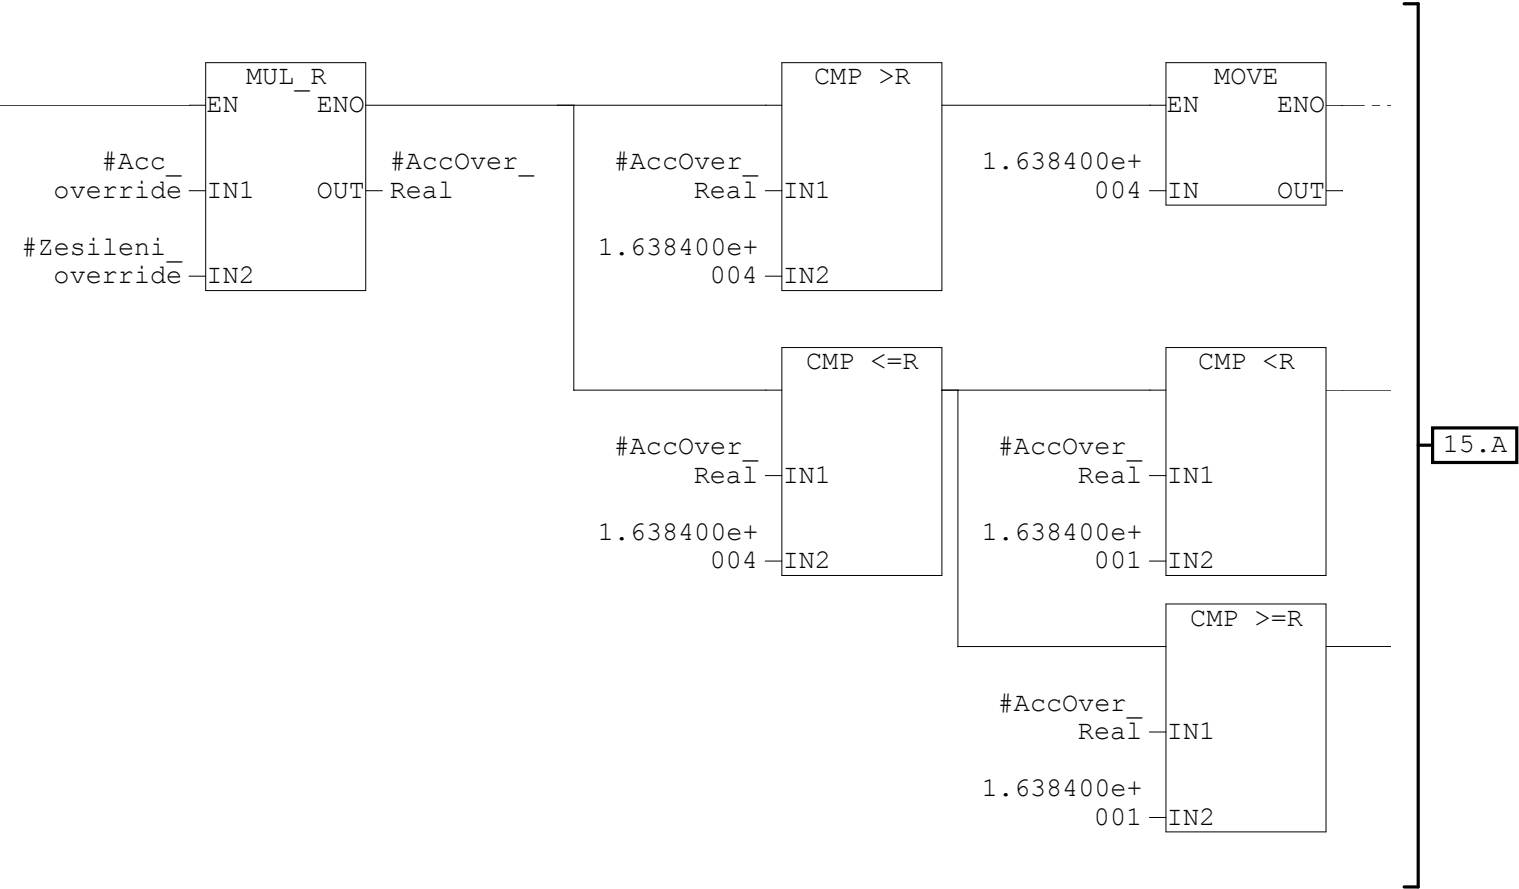 MUL_R
CMP >R
MOVE
EN ENO
EN ENO
#Acc_
override
IN1
OUT
#AccOver_
Real
#AccOver_
Real
IN1
1.638400e+
004
IN
OUT
#Zesileni_
override
IN2
1.638400e+
004
IN2
CMP <=R
CMP <R
#AccOver_
Real
IN1
#AccOver_
Real
IN1
15.A
1.638400e+
004
IN2
1.638400e+
001
IN2
CMP >=R
#AccOver_
Real
IN1
1.638400e+
001
IN2